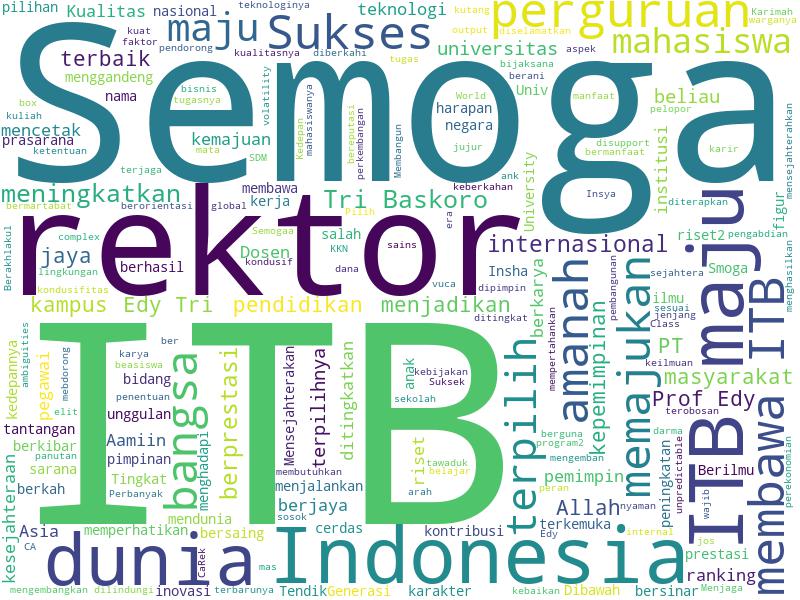 pilihan
Kualitas
nasional
teknologinya
teknologi
kutang
perguruan
Karimah
warganya
kuat
faktor
pendorong
maju
Sukses
kualitasnya
diberkahi
output
diselamatkan
aspek
mahasiswa
terbaik
menggandeng
nama
bisnis
tugasnya
volatility
tugas
universitas
bijaksana
berani
Univ
manfaat
beliau
pelopor
Semoga
box
kuliah
mencetak
prasarana
ketentuan
kemajuan
mata
SDM
terjaga
Kedepan
mahasiswanya
perkembangan
bereputasi
Membangun
World
harapan
negara
jujur
ank
disupport
bermanfaat
karir
institusi
mensejahterahkan
meningkatkan
bermartabat
berorientasi
membawa
global
kerja
Tri Baskoro
keberkahan
University
Insya
diterapkan
figur
Berakhlakul
rektor
jaya
complex
lingkungan
kondusifitas
berhasil
Dosen
kondusif
Semogaa
salah
KKN
dana
Pilih
sains
era
vuca
internasional
Insha
dipimpin
ditingkat
riset2
pengabdian
Smoga
sejahtera
ilmu
sesuai
jenjang
Class
keilmuan
maju
ITB
menghasilkan
kampus
Edy Tri
pendidikan
menjadikan
berkarya
amanah
mempertahankan
kepemimpinan
pembangunan
memajukan
PT
masyarakat
Prof Edy
terobosan
ITB
kedepannya
ambiguities
pegawai
mebdorong
elit
tantangan
berkibar
panutan
sarana
berkah
ber
karya
beasiswa
bidang
penentuan
unggulan
Aamiin
pimpinan
Tingkat
Perbanyak
bangsa
menghadapi
berprestasi
Mensejahterakan
terpilihnya
ditingkatkan
anak
kebijakan
Suksek
sekolah
riset
tawaduk
belajar
arah
membutuhkan
menjalankan
sosok
berjaya
terpilih
berguna
program2
mengemban
pemimpin
peran
darma
peningkatan
unpredictable
Berilmu
wajib
ITB
membawa
perekonomian
kesejahteraan
Asia
CA
memperhatikan
mendunia
bersaing
cerdas
kontribusi
Allah
terkemuka
Edy
nyaman
internal
jos
prestasi
dunia
CaRek
mas
Indonesia
ranking
Menjaga
mengembangkan
dilindungi
inovasi
terbarunya
Tendik
Generasi
karakter
kebaikan
Dibawah
bersinar